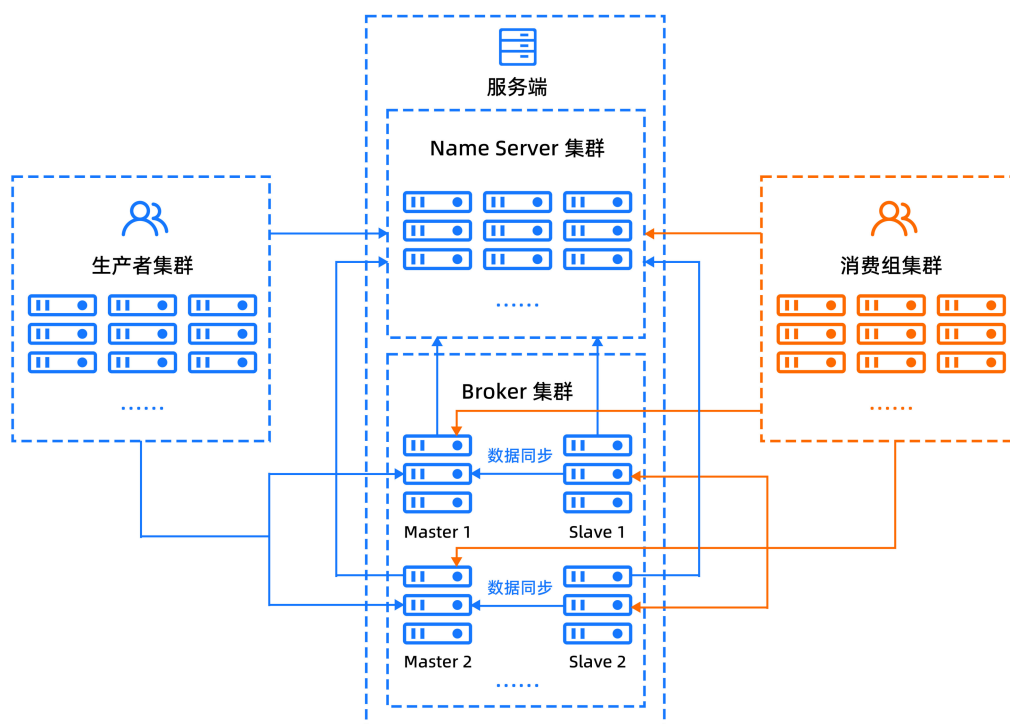 服务端
Name Server 集群
生产者集群
......
消费组集群
......
......
Broker 集群
数据同步
Master 1
Slave 1
数据同步
Master 2
Slave 2
......